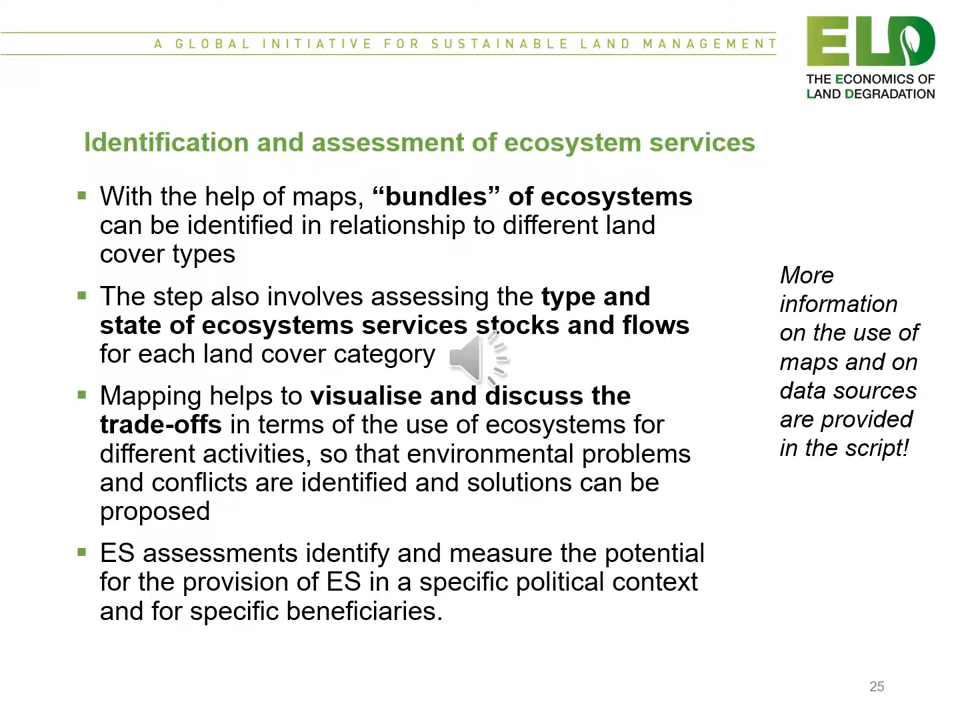 A GLOBAL INITIATIVE FOR SUSTAINABLE LAND MANAGEMENT
ELD
THE ECONOMICS OF
LAND DEGRADATION
Identification and assessment of ecosystem services
▪ With the help of maps, “bundles” of ecosystems
can be identified in relationship to different land
cover types
▪ The step also involves assessing the type and
state of ecosystems services stocks and flows
for each land cover category
▪ Mapping helps to visualise and discuss the
trade-offs in terms of the use of ecosystems for
different activities, so that environmental problems
and conflicts are identified and solutions can be
proposed
▪ ES assessments identify and measure the potential
for the provision of ES in a specific political context
and for specific beneficiaries.
More
information
on the use of
maps and on
data sources
are provided
in the script!
25